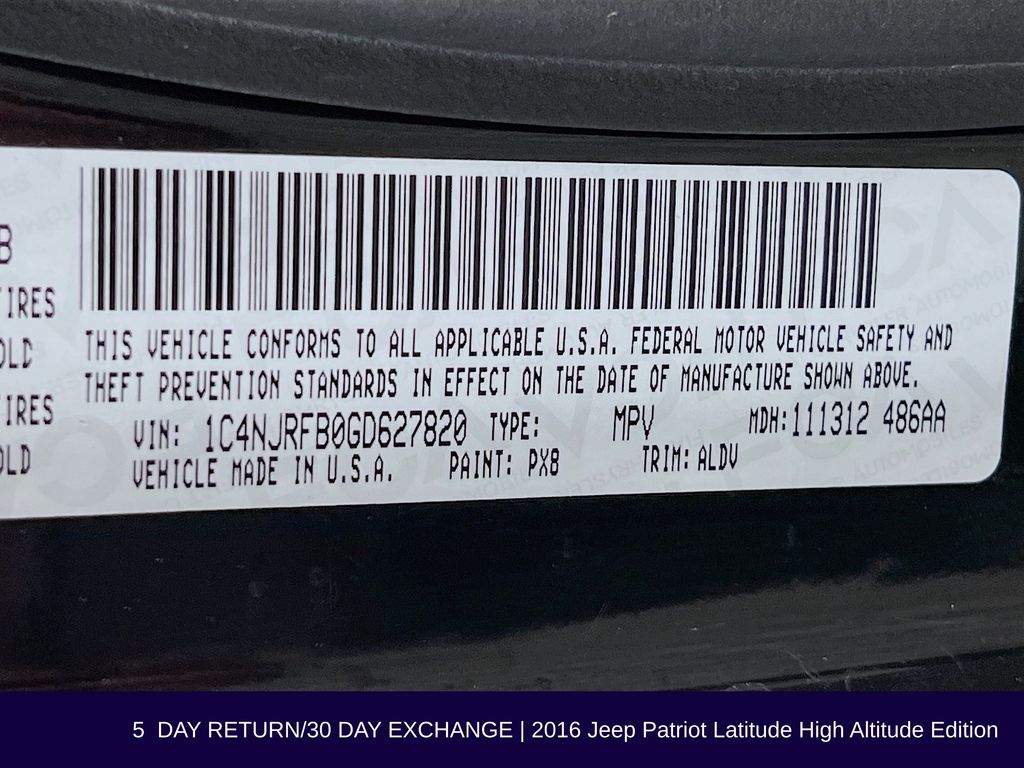 B
TIRES
OLD
TIRES
OLD
THIS VEHICLE CONFORMS TO ALL APPLICABLE U.S.A. FEDERAL MOTOR VEHICLE SAFETY AND
THEFT PREVENTION STANDARDS IN EFFECT ON THE DATE OF MANUFACTURE SHOWN ABOVE.
VIN: 1C4NJRFB0GD627820 TYPE: MPV MDH:111312 486AA
VEHICLE MADE IN U.S.A. PAINT: PX8 TRIM: ALDV
5 DAY RETURN/30 DAY EXCHANGE | 2016 Jeep Patriot Latitude High Altitude Edition